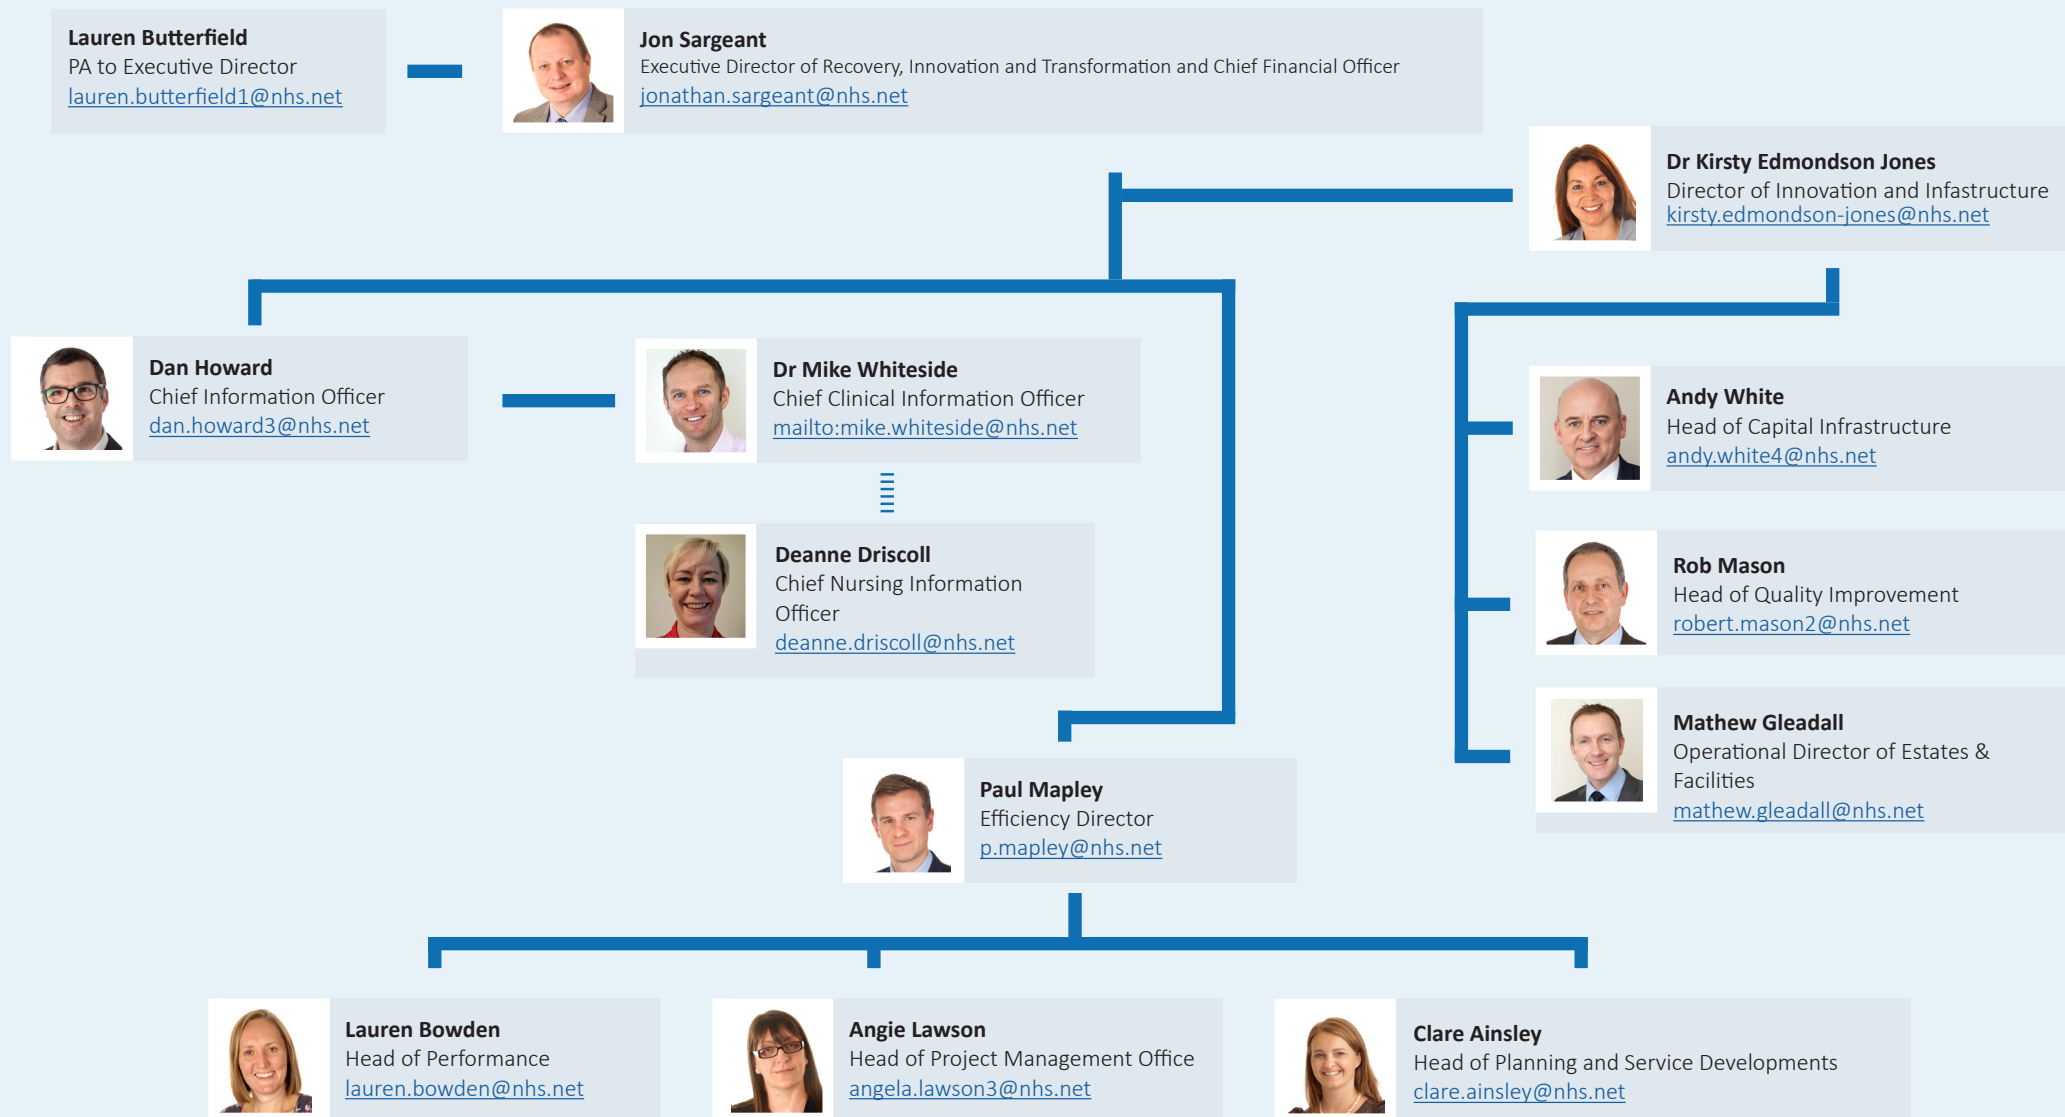 Lauren Butterfield
PA to Executive Director
lauren.butterfield1@nhs.net
Jon Sargeant
Executive Director of Recovery, Innovation and Transformation and Chief Financial Officer
jonathan.sargeant@nhs.net
Dr Kirsty Edmondson Jones
Director of Innovation and Infastructure
kirsty.edmondson-jones@nhs.net
Dan Howard
Chief Information Officer
dan.howard3@nhs.net
Dr Mike Whiteside
Chief Clinical Information Officer
mailto:mike.whiteside@nhs.net
Andy White
Head of Capital Infrastructure
andy.white4@nhs.net
Deanne Driscoll
Chief Nursing Information
Officer
deanne.driscoll@nhs.net
Rob Mason
Head of Quality Improvement
robert.mason2@nhs.net
Mathew Gleadall
Operational Director of Estates &
Facilities
mathew.gleadall@nhs.net
Paul Mapley
Efficiency Director
p.mapley@nhs.net
Lauren Bowden
Head of Performance
lauren.bowden@nhs.net
Angie Lawson
Head of Project Management Office
angela.lawson3@nhs.net
Clare Ainsley
Head of Planning and Service Developments
clare.ainsley@nhs.net